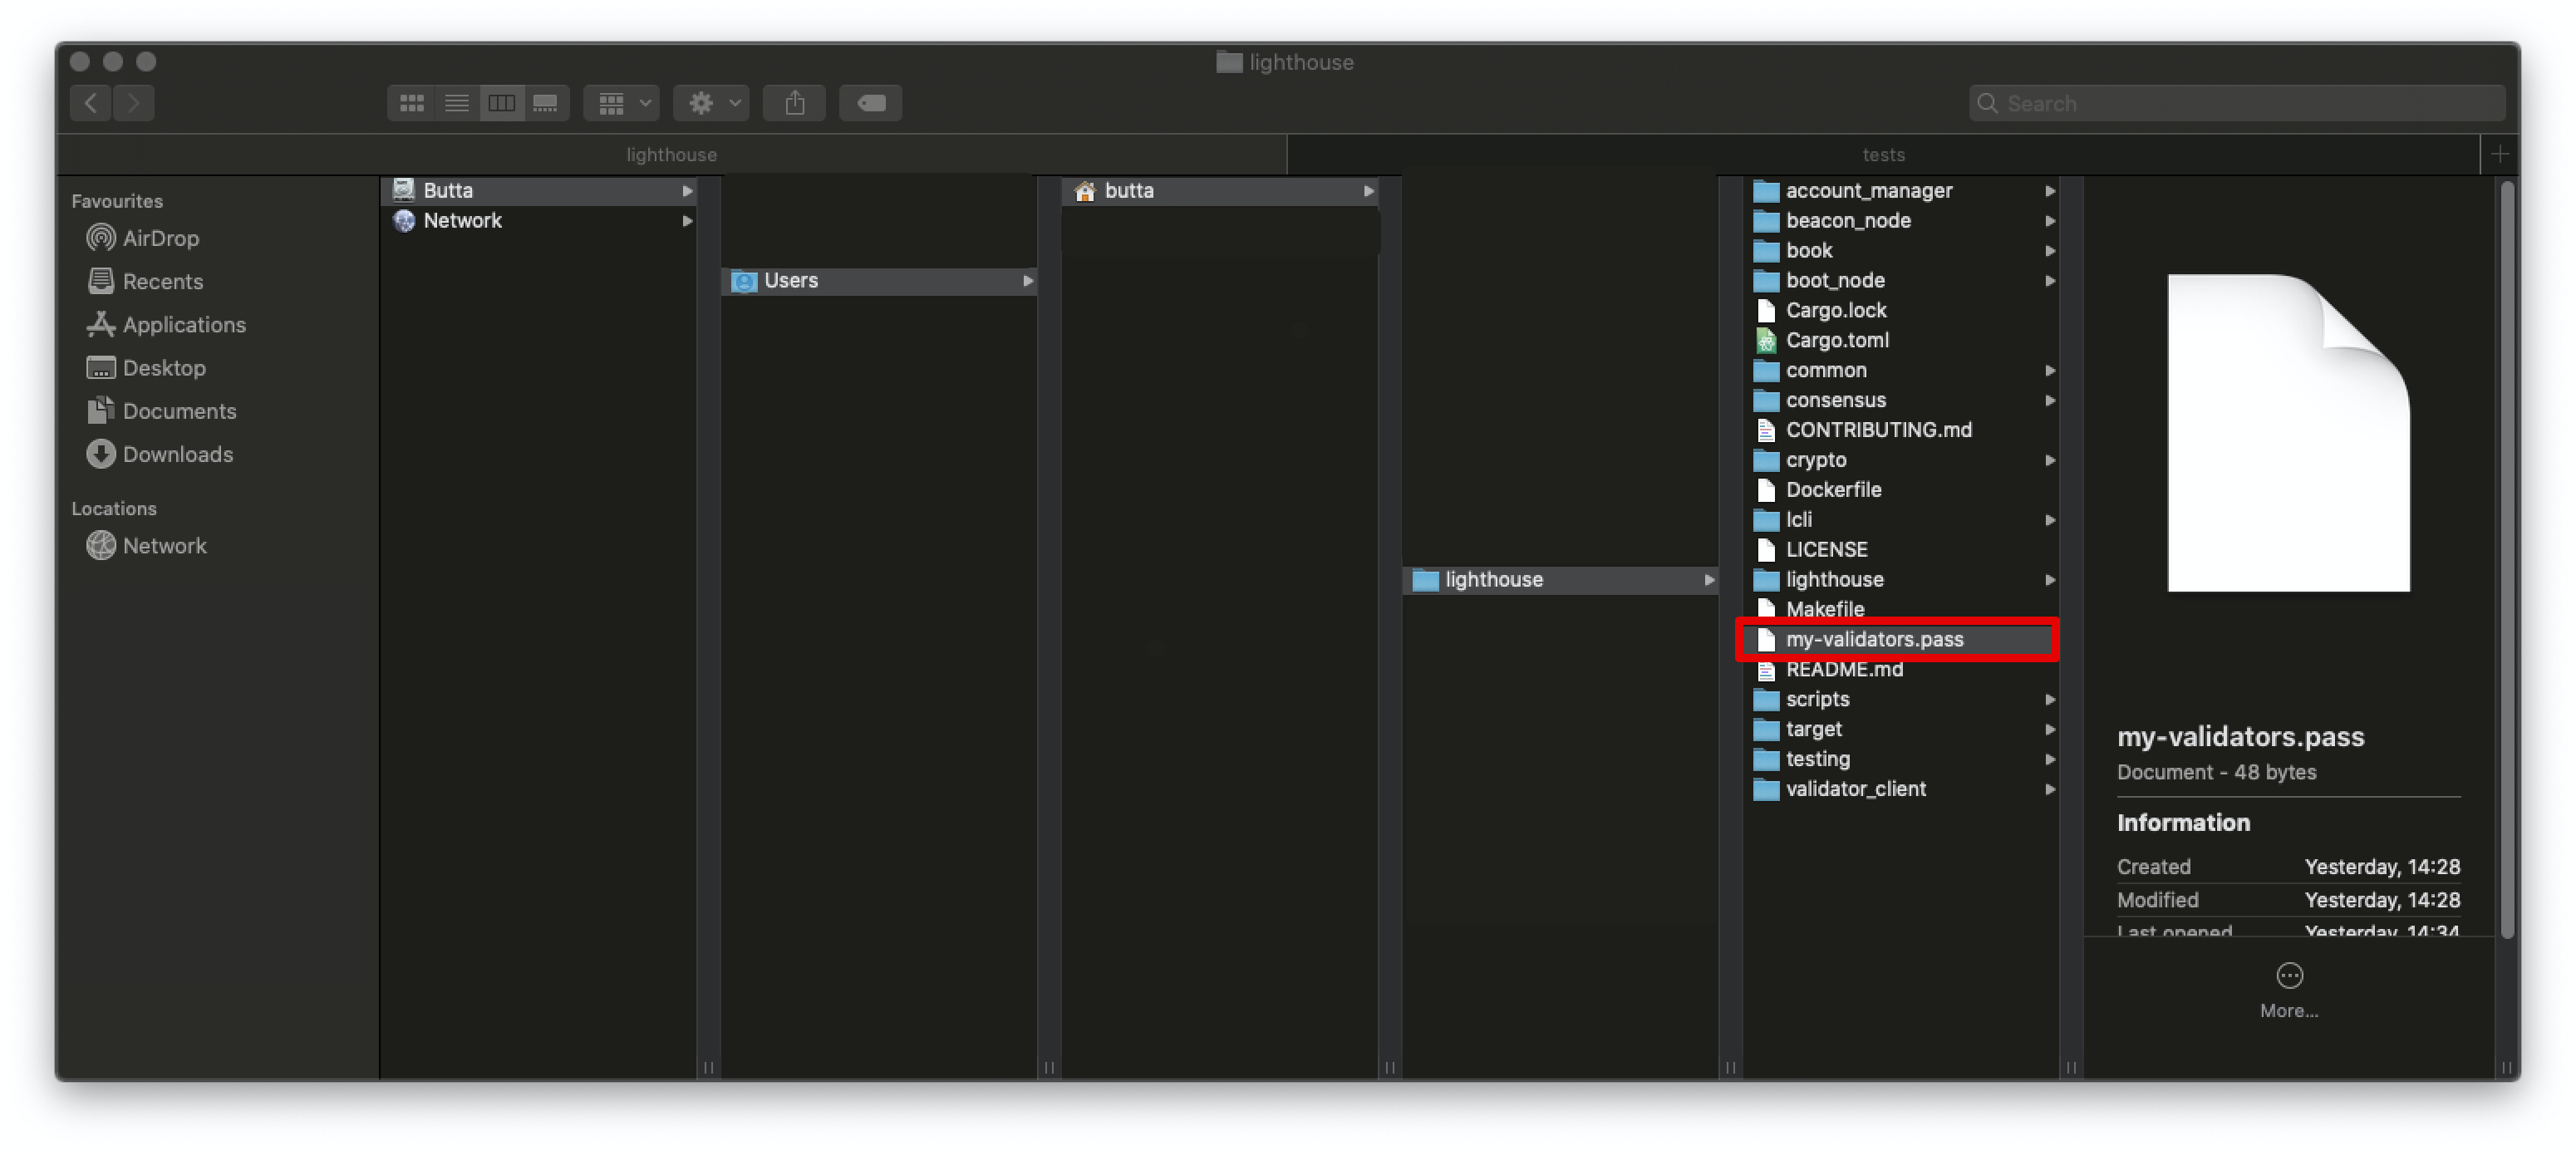 lighthouse
Search
lighthouse
tests
Favourites
AirDrop
Recents
Applications
Desktop
Documents
Downloads
Locations
Network
Butta
Network
Users
butta
lighthouse
account_manager
beacon_node
book
boot_node
Cargo.lock
Cargo.toml
common
consensus
CONTRIBUTING.md
crypto
Dockerfile
lcli
LICENSE
lighthouse
Makefile
my-validators.pass
README.md
scripts
target
testing
validator_client
my-validators.pass
Document - 48 bytes
Information
Created Yesterday, 14:28
Modified Yesterday, 14:28
Last opened Yesterday, 14:34
More...